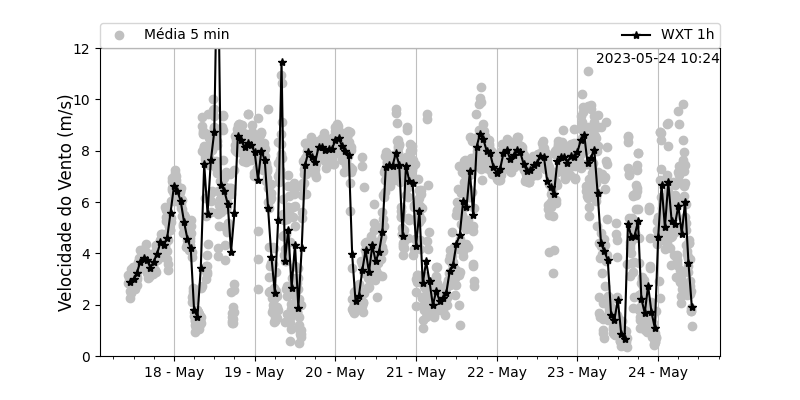 Média 5 min
WXT 1h
2023-05-24 10:24
Velocidade do Vento (m/s)
12
10
8
6
4
2
0
18 - May
19 - May
20 - May
21 - May
22 - May
23 - May
24 - May